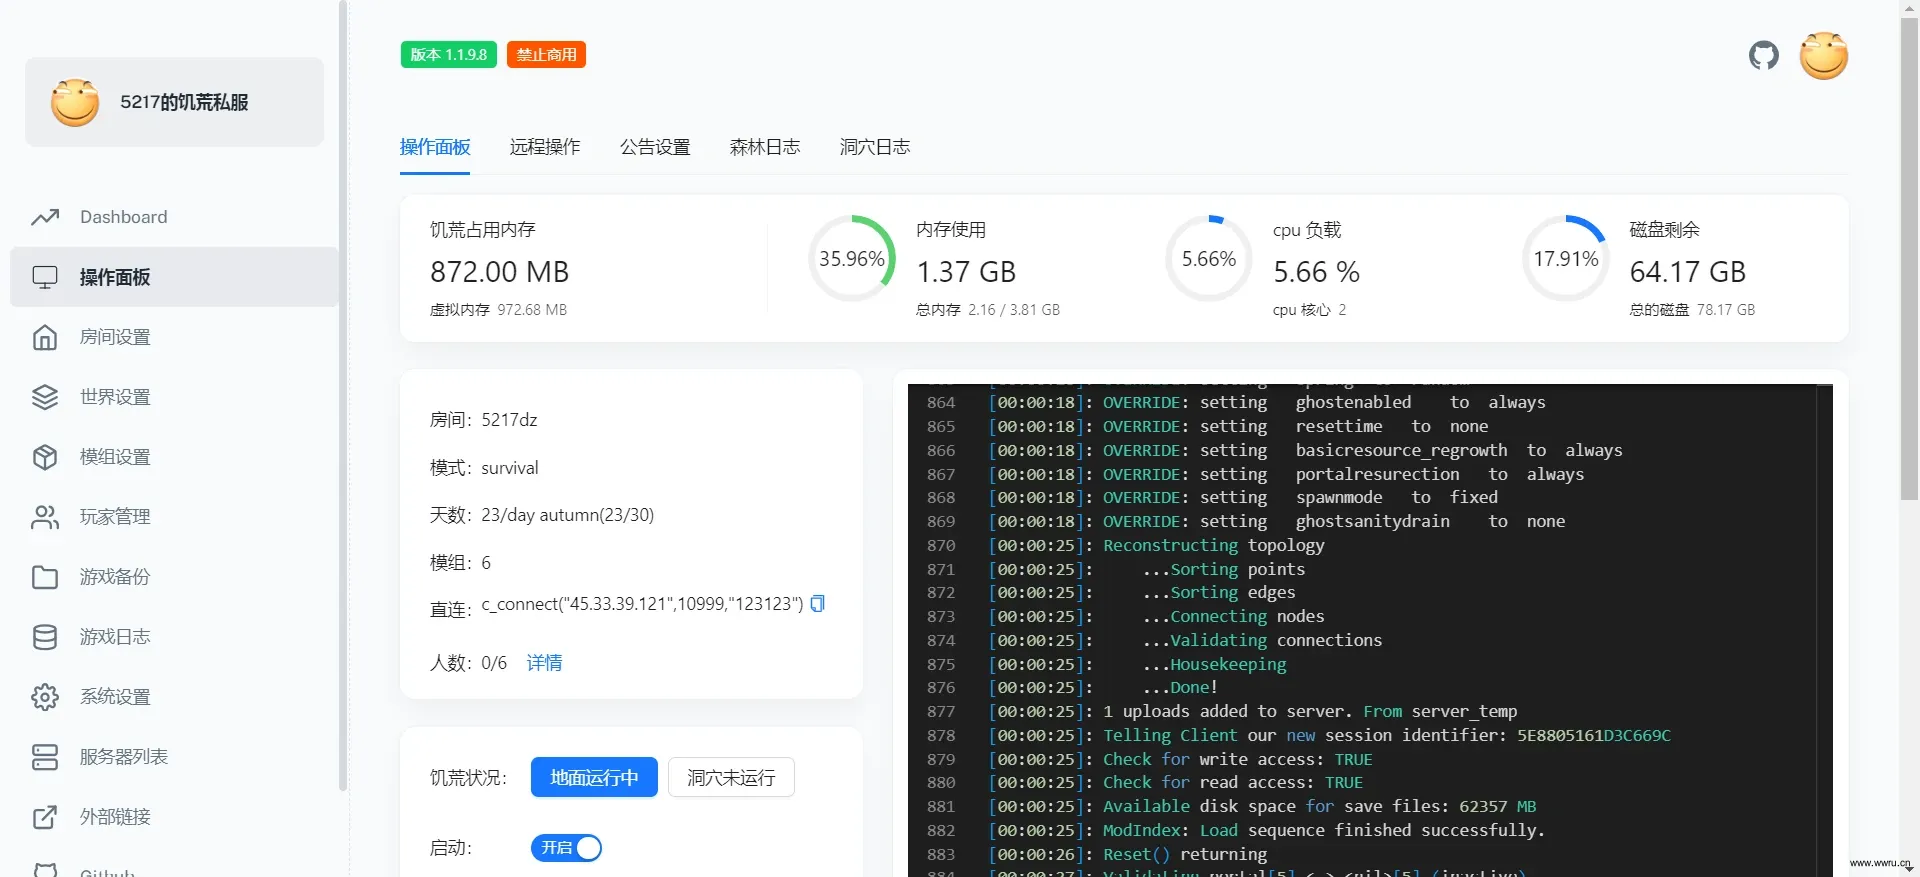 版本 1.1.9.8
禁止商用
5217的饥荒私服
Dashboard
操作面板
房间设置
世界设置
模组设置
玩家管理
游戏备份
游戏日志
系统设置
服务器列表
外部链接
Github
操作面板 远程操作 公告设置 森林日志 洞穴日志
饥荒占用内存
872.00 MB
虚拟内存 972.68 MB
35.96%
内存使用
1.37 GB
总内存 2.16 / 3.81 GB
5.66%
cpu 负载
5.66 %
cpu 核心 2
17.91%
磁盘剩余
64.17 GB
总的磁盘 78.17 GB
房间： 5217dz
模式： survival
天数： 23/day autumn(23/30)
模组： 6
直连： c_connect("45.33.39.121",10999,"123123")
人数： 0/6 详情
饥荒状况： 地面运行中 洞穴未运行
启动： 开启
864 [00:00:18]: OVERRIDE: setting ghostenabled to always
865 [00:00:18]: OVERRIDE: setting resettime to none
866 [00:00:18]: OVERRIDE: setting basicresource_regrowth to always
867 [00:00:18]: OVERRIDE: setting portalresurection to always
868 [00:00:18]: OVERRIDE: setting spawnmode to fixed
869 [00:00:18]: OVERRIDE: setting ghostsanitydrain to none
870 [00:00:25]: Reconstructing topology
871 [00:00:25]: ...Sorting points
872 [00:00:25]: ...Sorting edges
873 [00:00:25]: ...Connecting nodes
874 [00:00:25]: ...Validating connections
875 [00:00:25]: ...Housekeeping
876 [00:00:25]: ...Done!
877 [00:00:25]: 1 uploads added to server. From server_temp
878 [00:00:25]: Telling Client our new session identifier: 5E8805161D3C669C
879 [00:00:25]: Check for write access: TRUE
880 [00:00:25]: Check for read access: TRUE
881 [00:00:25]: Available disk space for save files: 62357 MB
882 [00:00:25]: ModIndex: Load sequence finished successfully.
883 [00:00:26]: Reset() returning
884 [00:00:27]: Validating portal[5] <-> <nil>[5] (inactive)
www.wwru.cn